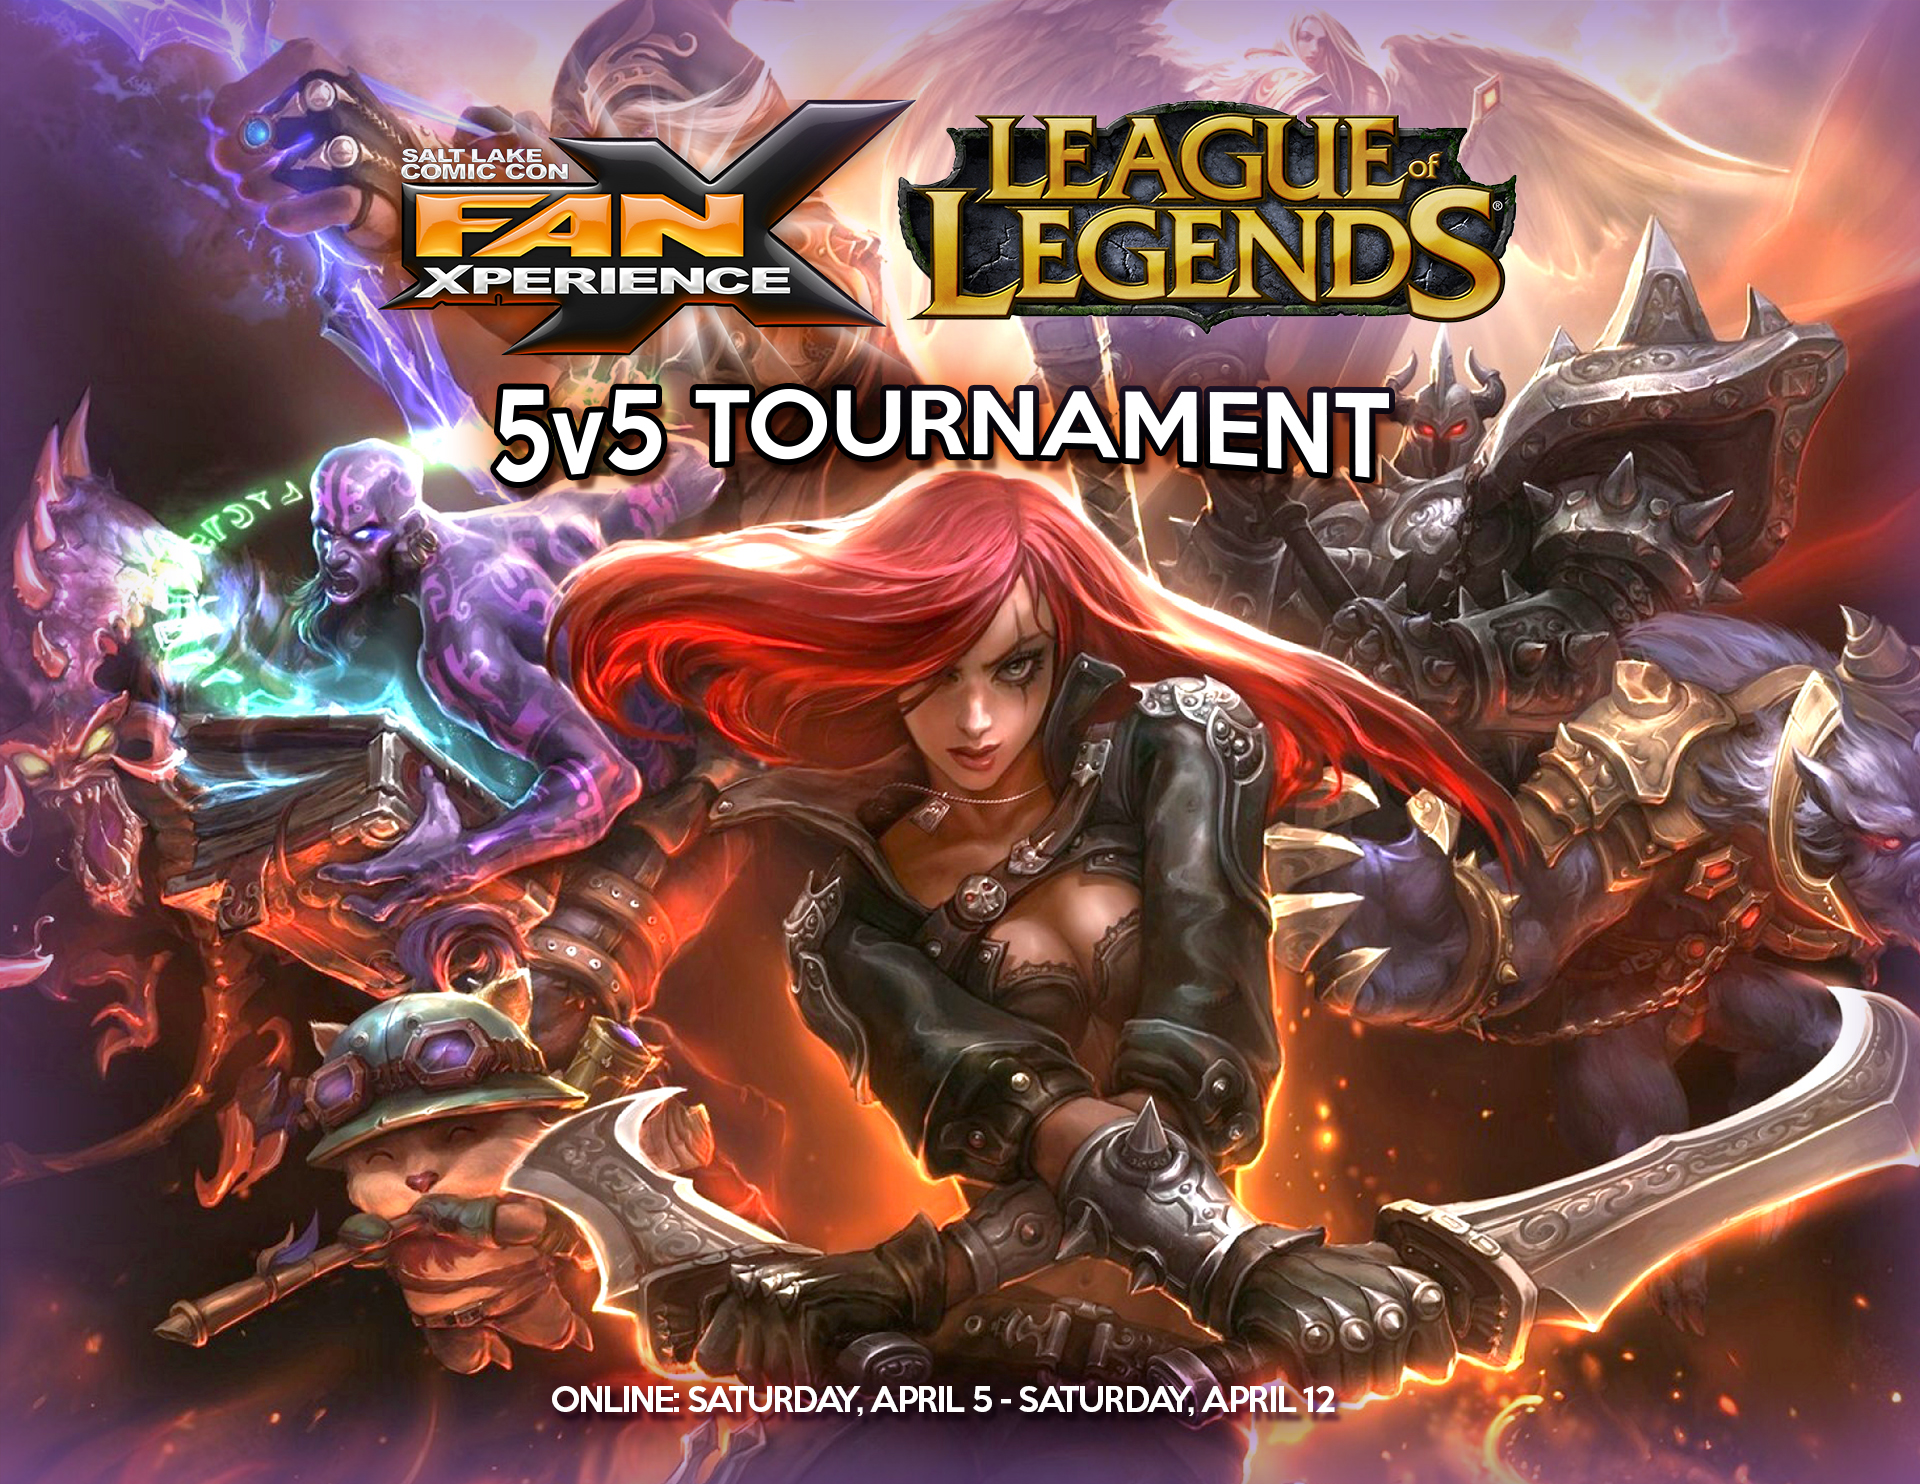 SALT LAKE
COMIC CON
FAN X
XPERIENCE
LEAGUE of
LEGENDS®
5v5 TOURNAMENT
ONLINE: SATURDAY, APRIL 5 - SATURDAY, APRIL 12